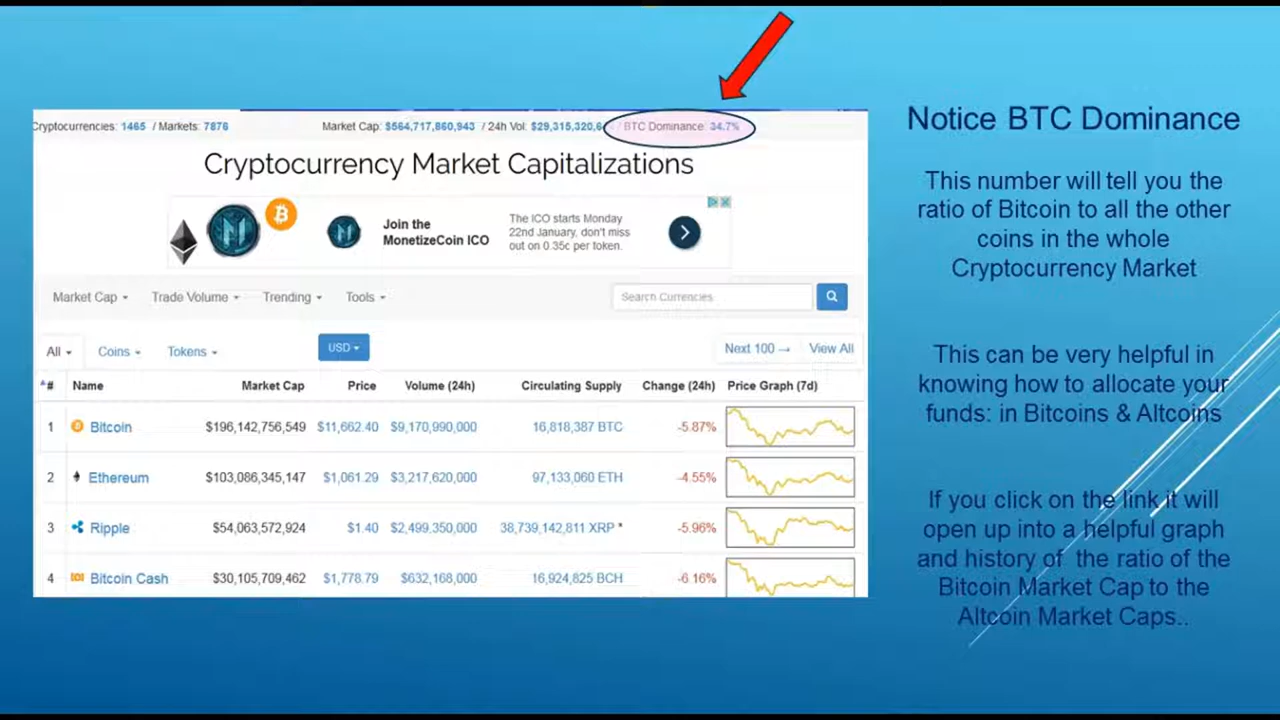 Cryptocurrencies: 1465 / Markets: 7876 Market Cap: $564,717,860,943 / 24h Vol: $29,315,320,6 / BTC Dominance: 34.7%
Cryptocurrency Market Capitalizations
Join the
MonetizeCoin ICO
The ICO starts Monday
22nd January, don't miss
out on 0.35c per token.
Market Cap Trade Volume Trending Tools Search Currencies
All Coins Tokens USD Next 100 → View All
# Name Market Cap Price Volume (24h) Circulating Supply Change (24h) Price Graph (7d)
1 Bitcoin $196,142,756,549 $11,662.40 $9,170,990,000 16,818,387 BTC -5.87%
2 Ethereum $103,086,345,147 $1,061.29 $3,217,620,000 97,133,060 ETH -4.55%
3 Ripple $54,063,572,924 $1.40 $2,499,350,000 38,739,142,811 XRP * -5.96%
4 Bitcoin Cash $30,105,709,462 $1,778.79 $632,168,000 16,924,825 BCH -6.16%
Notice BTC Dominance
This number will tell you the
ratio of Bitcoin to all the other
coins in the whole
Cryptocurrency Market
This can be very helpful in
knowing how to allocate your
funds: in Bitcoins & Altcoins
If you click on the link it will
open up into a helpful graph
and history of the ratio of the
Bitcoin Market Cap to the
Altcoin Market Caps..